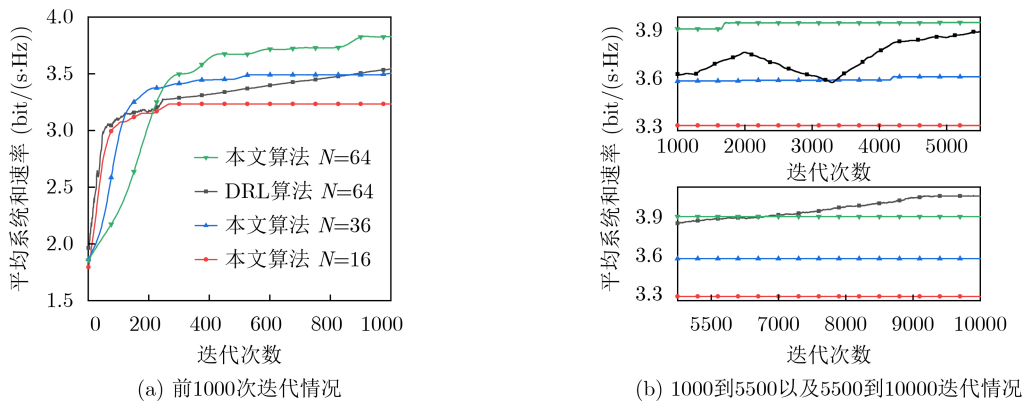 平均系统和速率 (bit/(s·Hz))
4.0
3.5
3.0
2.5
2.0
1.5
本文算法 N=64
DRL算法 N=64
本文算法 N=36
本文算法 N=16
0 200 400 600 800 1000
迭代次数
(a) 前1000次迭代情况
平均系统和速率 (bit/(s·Hz))
3.9
3.6
3.3
1000 2000 3000 4000 5000
迭代次数
3.9
3.6
3.3
5500 7000 8000 9000 10000
迭代次数
(b) 1000到5500以及5500到10000迭代情况